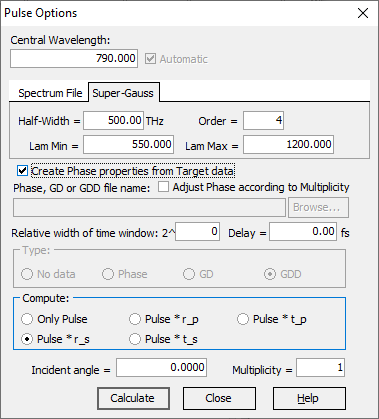 Pulse Options
Central Wavelength:
790.000 Automatic
Spectrum File Super-Gauss
Half-Width = 500.00 THz Order = 4
Lam Min = 550.000 Lam Max = 1200.000
Create Phase properties from Target data
Phase, GD or GDD file name: Adjust Phase according to Multiplicity
Browse...
Relative width of time window: 2^ 0 Delay = 0.00 fs
Type:
No data Phase GD GDD
Compute:
Only Pulse Pulse * r_p Pulse * t_p
Pulse * r_s Pulse * t_s
Incident angle = 0.0000 Multiplicity = 1
Calculate Close Help